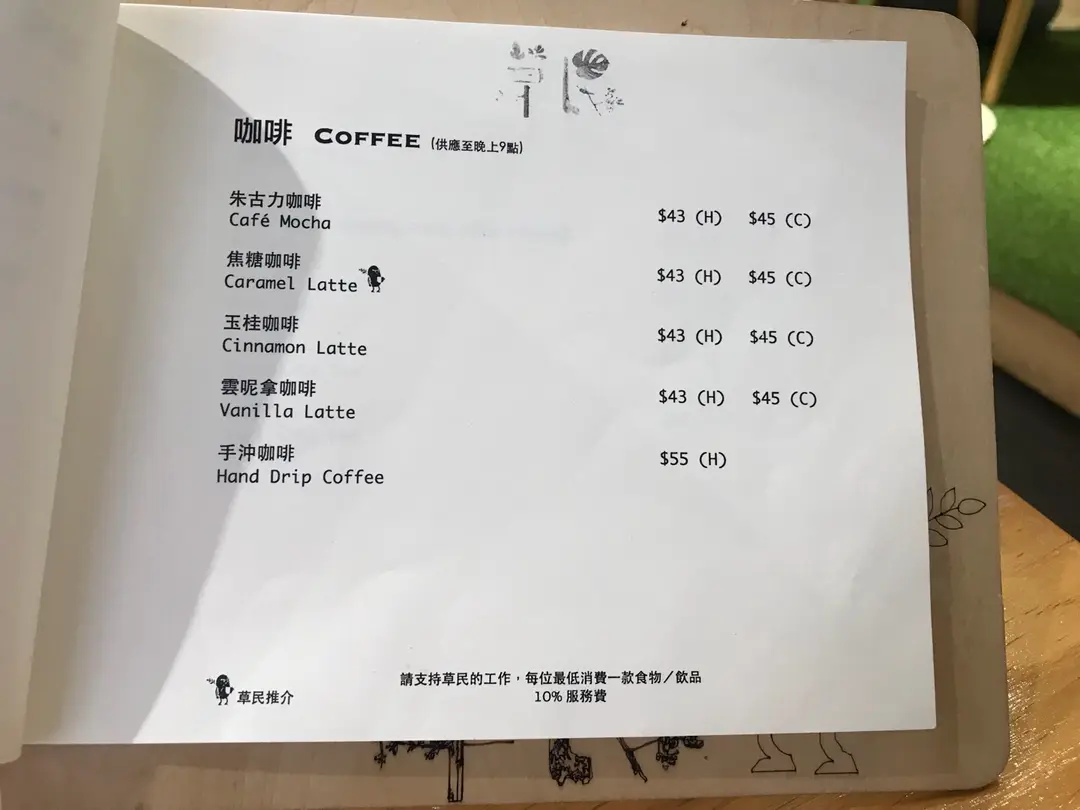 草民
咖啡 COFFEE (供應至晚上9點)
朱古力咖啡
Café Mocha $43 (H) $45 (C)
焦糖咖啡
Caramel Latte $43 (H) $45 (C)
玉桂咖啡
Cinnamon Latte $43 (H) $45 (C)
雲呢拿咖啡
Vanilla Latte $43 (H) $45 (C)
手沖咖啡
Hand Drip Coffee $55 (H)
草民推介
請支持草民的工作，每位最低消費一款食物／飲品
10% 服務費